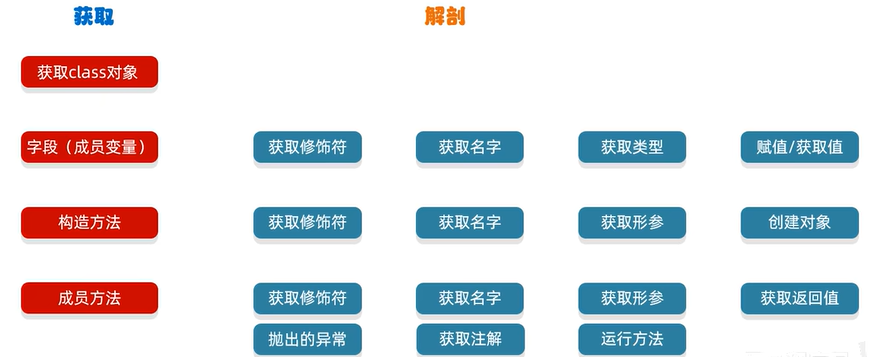 获取 解剖
获取class对象
字段（成员变量） 获取修饰符 获取名字 获取类型 赋值/获取值
构造方法 获取修饰符 获取名字 获取形参 创建对象
成员方法 获取修饰符 获取名字 获取形参 获取返回值
抛出的异常 获取注解 运行方法